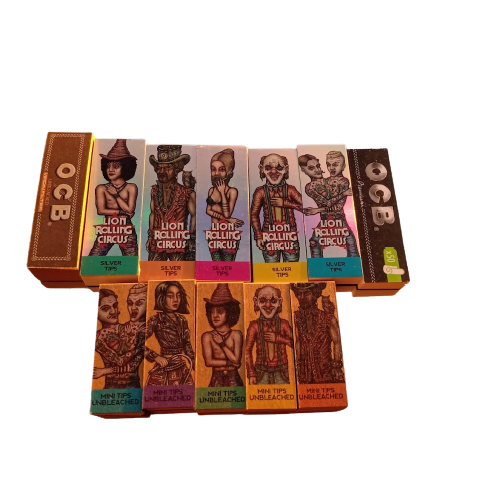 OCB
LION
ROLLING
CIRCUS
SILVER
TIPS
LION
ROLLING
CIRCUS
SILVER
TIPS
LION
ROLLING
CIRCUS
SILVER
TIPS
LION
ROLLING
CIRCUS
SILVER
TIPS
LION
ROLLING
CIRCUS
SILVER
TIPS
OCB
x50
MINI TIPS
UNBLEACHED
MINI TIPS
UNBLEACHED
MINI TIPS
UNBLEACHED
MINI TIPS
UNBLEACHED
MINI TIPS
UNBLEACHED